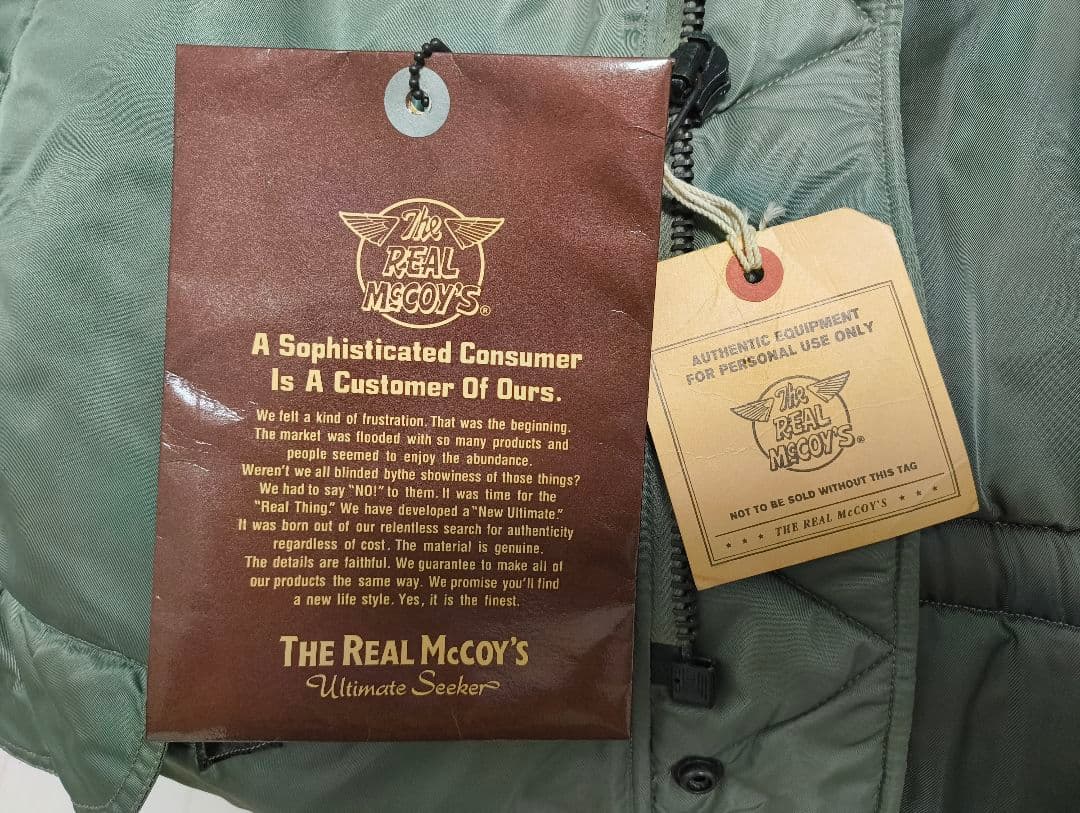 The
REAL
McCOY'S®
A Sophisticated Consumer
Is A Customer Of Ours.
We felt a kind of frustration. That was the beginning.
The market was flooded with so many products and
people seemed to enjoy the abundance.
Weren't we all blinded bythe showiness of those things?
We had to say "NO!" to them. It was time for the
"Real Thing." We have developed a "New Ultimate."
It was born out of our relentless search for authenticity
regardless of cost. The material is genuine.
The details are faithful. We guarantee to make all of
our products the same way. We promise you'll find
a new life style. Yes, it is the finest.
THE REAL McCOY'S
Ultimate Seeker
AUTHENTIC EQUIPMENT
FOR PERSONAL USE ONLY
The
REAL
McCOY'S®
NOT TO BE SOLD WITHOUT THIS TAG
★ ★ ★ THE REAL McCOY'S ★ ★ ★